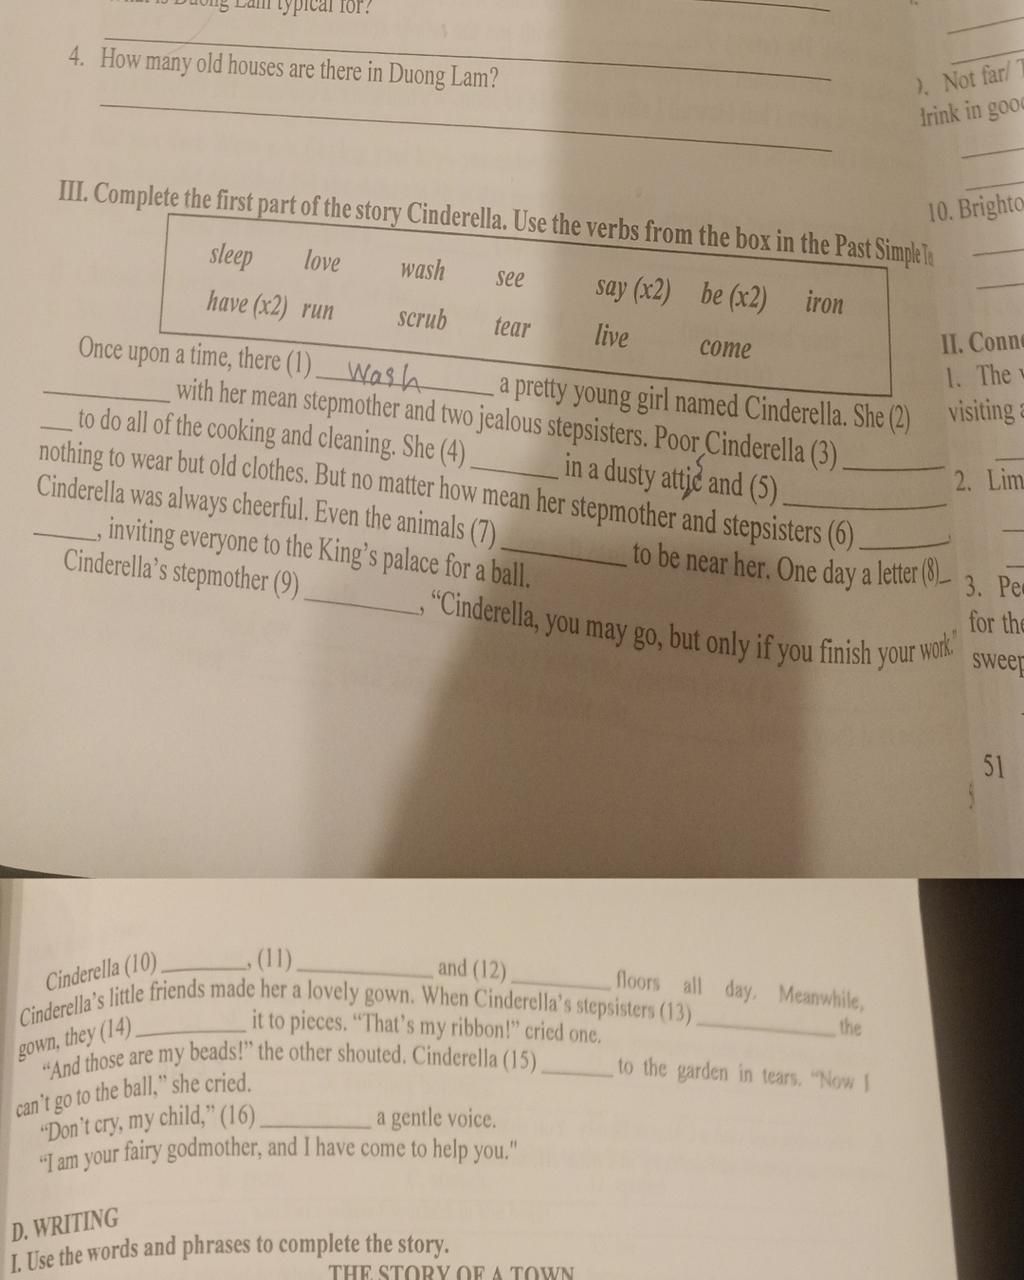 Duong Lam typical for?
4. How many old houses are there in Duong Lam?
III. Complete the first part of the story Cinderella. Use the verbs from the box in the Past Simple
sleep love wash see say (x2) be (x2) iron
have (x2) run scrub tear live come
Once upon a time, there (1) wash a pretty young girl named Cinderella. She (2)
with her mean stepmother and two jealous stepsisters. Poor Cinderella (3)
to do all of the cooking and cleaning. She (4) in a dusty attic and (5)
nothing to wear but old clothes. But no matter how mean her stepmother and stepsisters (6)
Cinderella was always cheerful. Even the animals (7) to be near her. One day a letter (8)
, inviting everyone to the King's palace for a ball.
Cinderella's stepmother (9) , “Cinderella, you may go, but only if you finish your work.”
51
). Not far/
drink in
10.
II.
1. The
visiting
2. Lim
3.
for the
Cinderella (10) , (11) and (12) floors all day. Meanwhile,
Cinderella's little friends made her a lovely gown. When Cinderella's stepsisters (13) the
gown, they (14) it to pieces. “That's my ribbon!” cried one.
“And those are my beads!” the other shouted. Cinderella (15) to the garden in tears. “Now I
can't go to the ball,” she cried.
“Don't cry, my child,” (16) a gentle voice.
“I am your fairy godmother, and I have come to help you."
D. WRITING
I. Use the words and phrases to complete the story.
THE STORY OF A TOWN